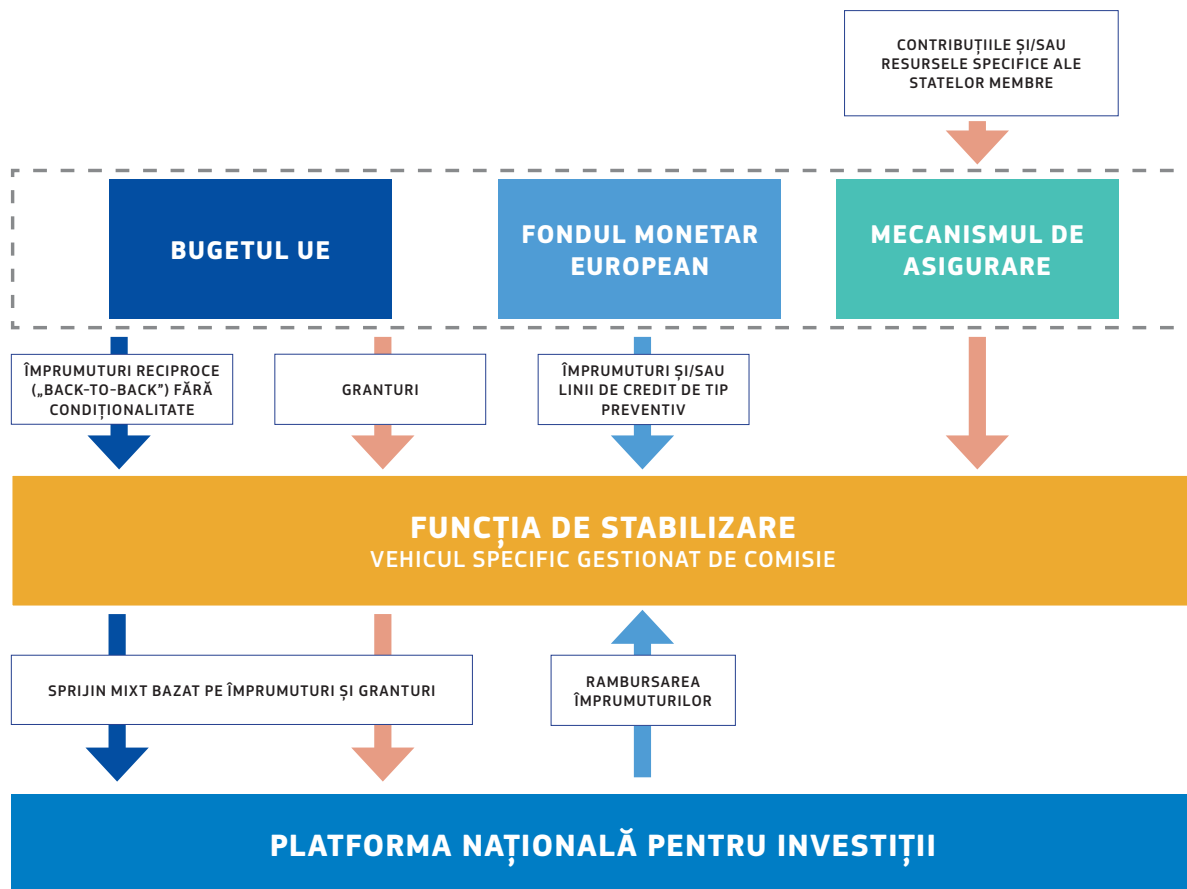 CONTRIBUȚIILE ȘI/SAU
RESURSELE SPECIFICE ALE
STATELOR MEMBRE
BUGETUL UE
FONDUL MONETAR
EUROPEAN
MECANISMUL DE
ASIGURARE
ÎMPRUMUTURI RECIPROCE
(„BACK-TO-BACK”) FĂRĂ
CONDIȚIONALITATE
GRANTURI
ÎMPRUMUTURI ȘI/SAU
LINII DE CREDIT DE TIP
PREVENTIV
FUNCȚIA DE STABILIZARE
VEHICUL SPECIFIC GESTIONAT DE COMISIE
SPRIJIN MIXT BAZAT PE ÎMPRUMUTURI ȘI GRANTURI
RAMBURSAREA
ÎMPRUMUTURILOR
PLATFORMA NAȚIONALĂ PENTRU INVESTIȚII